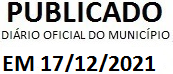 PUBLICADO
DIÁRIO OFICIAL DO MUNICÍPIO
EM 17/12/2021